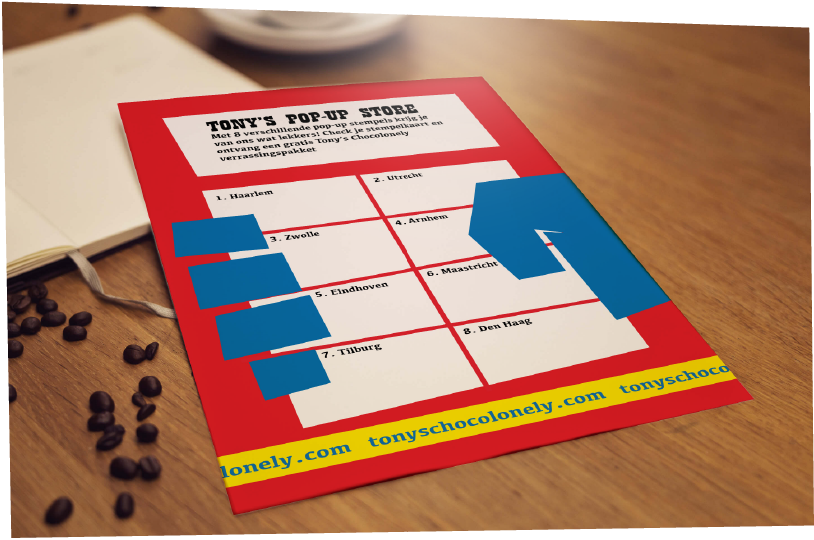 TONY'S POP-UP STORE
Met 8 verschillende pop-up stempels krijg je
van ons wat lekkers! Check je stempelkaart en
ontvang een gratis Tony's Chocolonely
verrassingspakket
1. Haarlem
2. Utrecht
3. Zwolle
4. Arnhem
5. Eindhoven
6. Maastricht
7. Tilburg
8. Den Haag
lonely.com tonyschocolonely.com tonyschoco